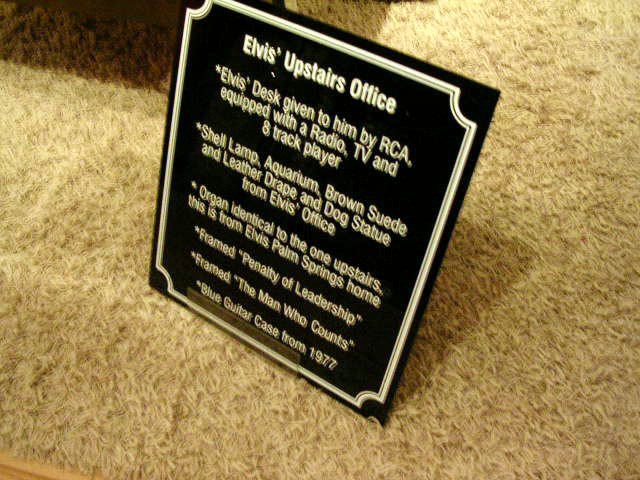 Elvis' Upstairs Office
*Elvis' Desk given to him by RCA,
equipped with a Radio, TV and
8 track player
*Shell Lamp, Aquarium, Brown Suede
and Leather Drape and Dog Statue
from Elvis' Office
* Organ identical to the one upstairs,
this is from Elvis Palm Springs home
*Framed "Penalty of Leadership"
*Framed "The Man Who Counts"
*Blue Guitar Case from 1977